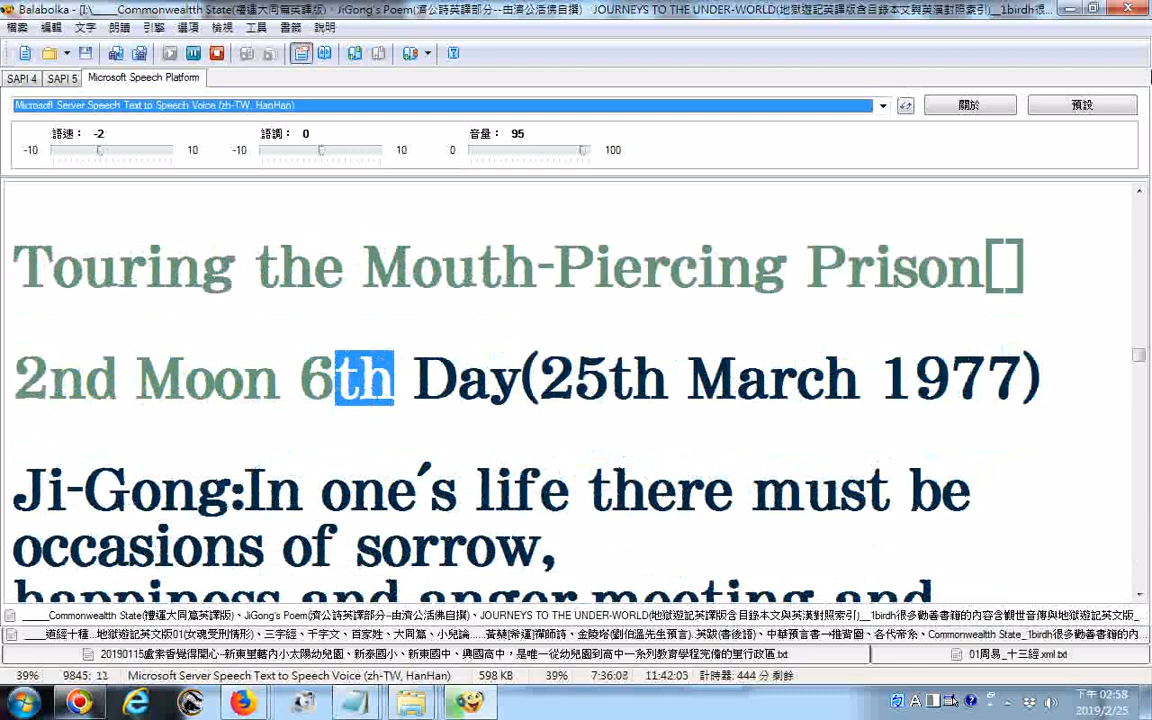 Balabolka - [I:\_____Commonwealth State(禮運大同篇英譯版)、JiGong's Poem(濟公詩英譯部分--由濟公活佛自撰)、JOURNEYS TO THE UNDER-WORLD(地獄遊記英譯版含目錄本文與英漢對照索引)__1birdh很...
檔案 編輯 文字 朗讀 引擎 選項 檢視 工具 書籤 說明
SAPI 4 SAPI 5 Microsoft Speech Platform
Microsoft Server Speech Text to Speech Voice (zh-TW, HanHan)
關於 預設
語速： -2 語調： 0 音量： 95
-10 10 -10 10 0 100
Touring the Mouth-Piercing Prison[]
2nd Moon 6th Day(25th March 1977)
Ji-Gong:In one's life there must be
occasions of sorrow,
happiness and anger,meeting and
_____Commonwealth State(禮運大同篇英譯版)、JiGong's Poem(濟公詩英譯部分--由濟公活佛自撰)、JOURNEYS TO THE UNDER-WORLD(地獄遊記英譯版含目錄本文與英漢對照索引)__1birdh很多勸善書籍的內容含觀世音傳與地獄遊記英文版_
道經十種...地獄遊記英文版01(女魂受刑情形)、三字經、千字文、百家姓、大同篇、小兒論.....黃蘗[希運]禪師詩、金陵塔(劉伯溫先生預言).英跋(書後語)、中華預言書—推背圖、各代帝系、Commonwealth State_1birdh很多勸善書籍的內...
20190115盧素皆覺得開心--新東里轄內小太陽幼兒園、新泰國小、新東國中、興國高中，是唯一從幼兒園到高中一系列教育學程完備的里行政區.txt 01周易_十三經.xml.txt
39% 9845: 11 Microsoft Server Speech Text to Speech Voice (zh-TW, HanHan) 598 KB 39% 7:36:03 11:42:03 計時器: 444 分 剩餘
下午 02:58
2019/2/25